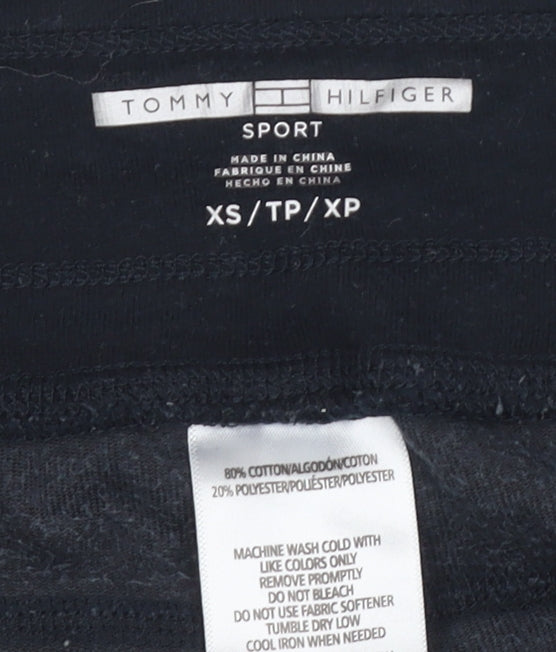 TOMMY HILFIGER
SPORT
MADE IN CHINA
FABRIQUE EN CHINE
HECHO EN CHINA
XS/TP/XP
80% COTTON/ALGODÓN/COTON
20% POLYESTER/POLIÉSTER/POLYESTER
MACHINE WASH COLD WITH
LIKE COLORS ONLY
REMOVE PROMPTLY
DO NOT BLEACH
DO NOT USE FABRIC SOFTENER
TUMBLE DRY LOW
COOL IRON WHEN NEEDED